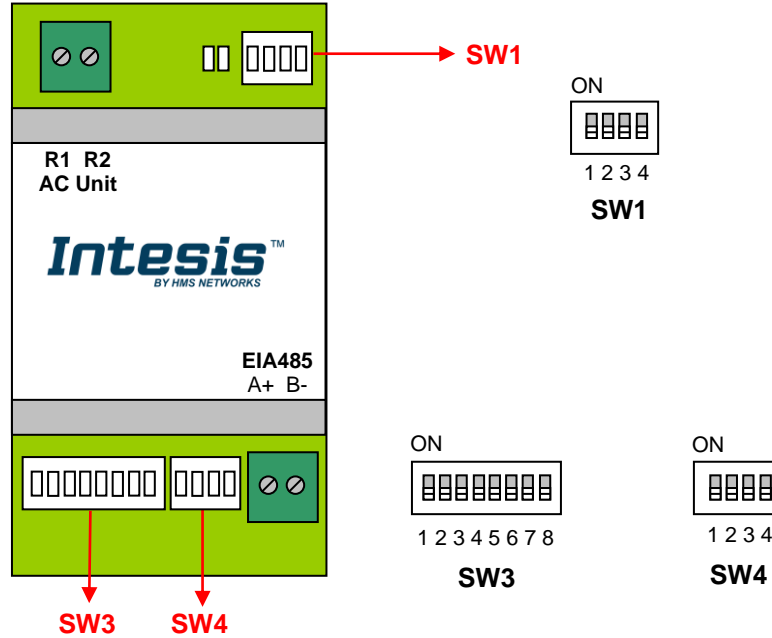 SW1
R1 R2
AC Unit
Intesis™
BY HMS NETWORKS
EIA485
A+ B-
SW3
SW4
ON
1 2 3 4
SW1
ON
1 2 3 4 5 6 7 8
SW3
ON
1 2 3 4
SW4